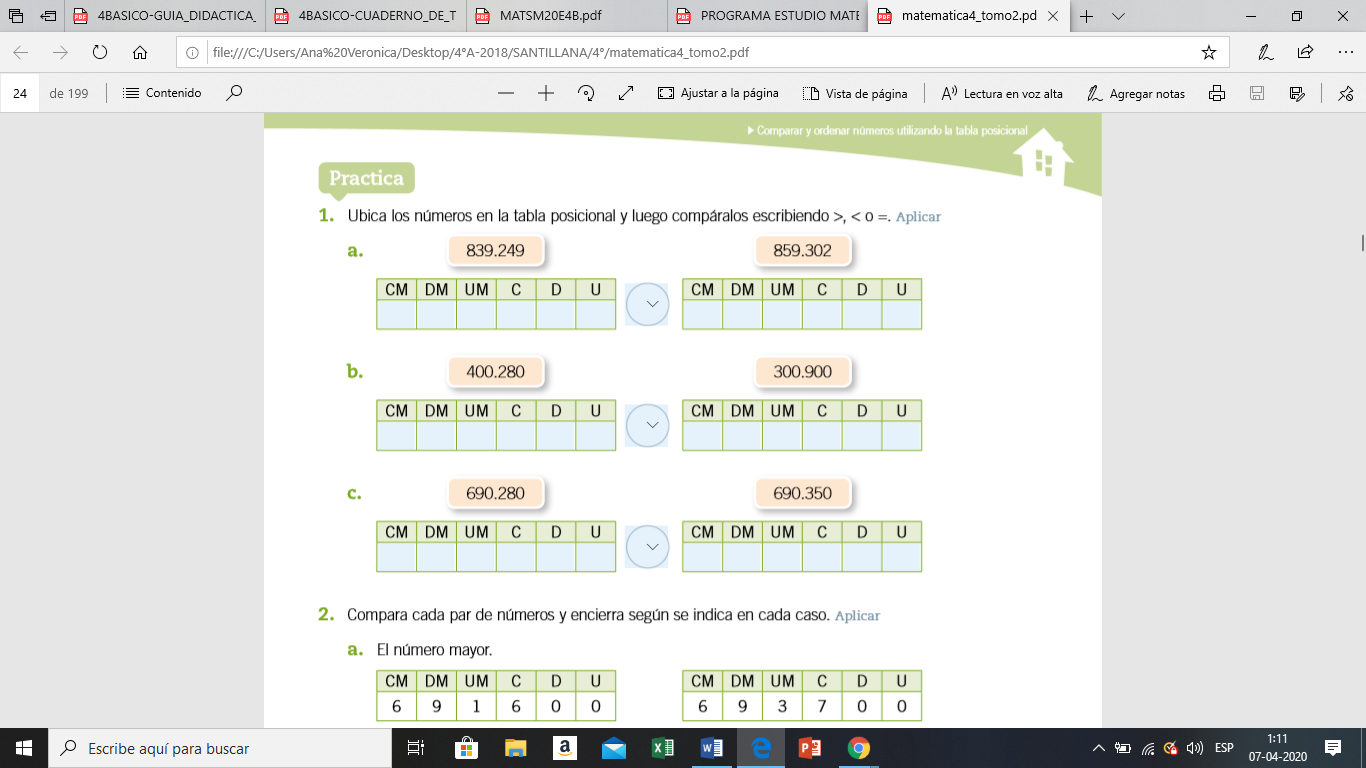 4BASICO-GUIA_DIDACTICA_
4BASICO-CUADERNO_DE_T
MATSM20E4B.pdf
PROGRAMA ESTUDIO MATE
matematica4_tomo2.pd
file:///C:/Users/Ana%20Veronica/Desktop/4°A-2018/SANTILLANA/4°/matematica4_tomo2.pdf
24 de 199 Contenido Ajustar a la página Vista de página Lectura en voz alta Agregar notas
Comparar y ordenar números utilizando la tabla posicional
Practica
1. Ubica los números en la tabla posicional y luego compáralos escribiendo >, < o =. Aplicar
a. 839.249 859.302
CM DM UM C D U CM DM UM C D U
b. 400.280 300.900
CM DM UM C D U CM DM UM C D U
c. 690.280 690.350
CM DM UM C D U CM DM UM C D U
2. Compara cada par de números y encierra según se indica en cada caso. Aplicar
a. El número mayor.
CM DM UM C D U CM DM UM C D U
6 9 1 6 0 0 6 9 3 7 0 0
Escribe aquí para buscar
ESP
1:11
07-04-2020